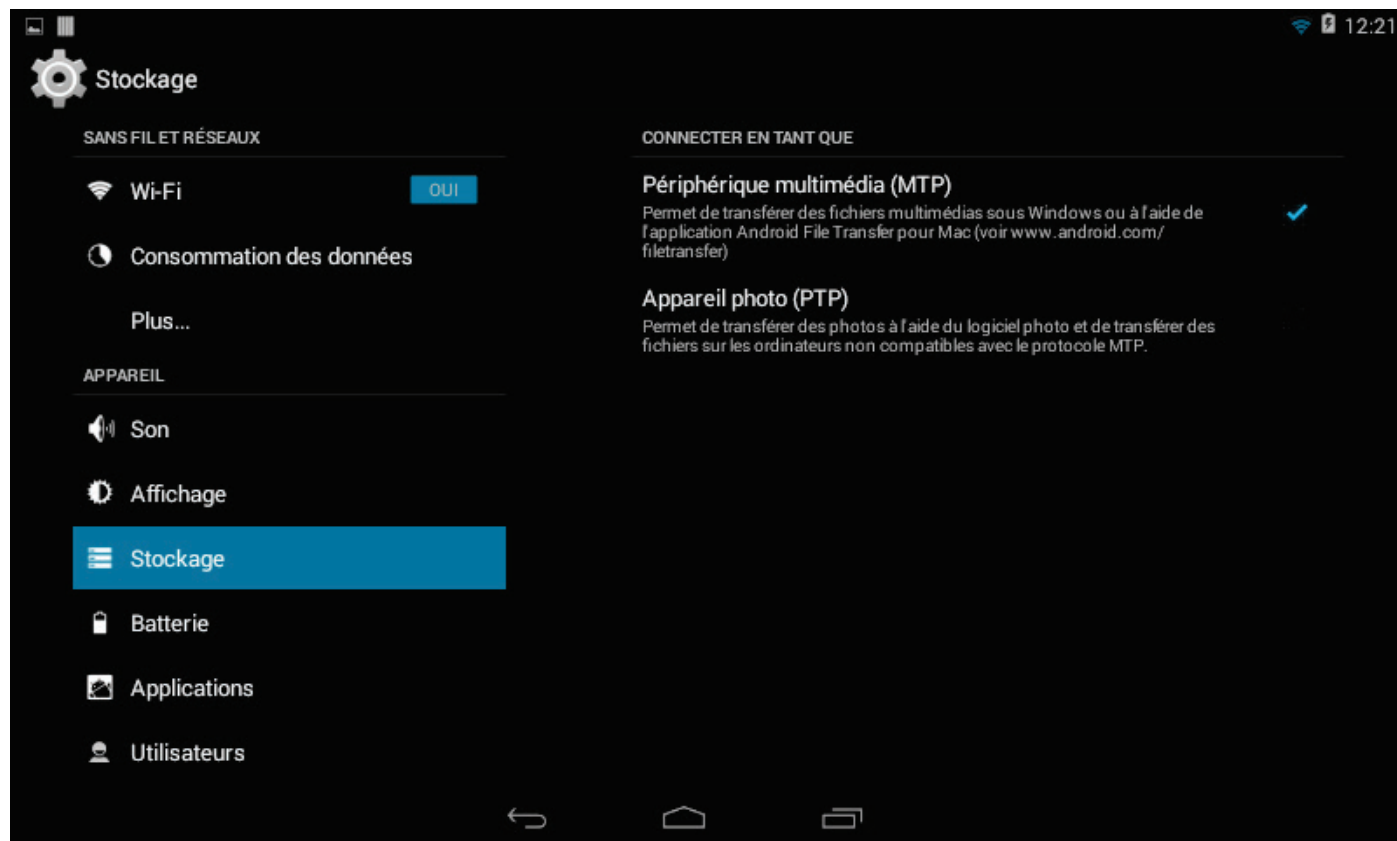 12:21
Stockage
SANS FIL ET RÉSEAUX
Wi-Fi
OUI
Consommation des données
Plus...
APPAREIL
Son
Affichage
Stockage
Batterie
Applications
Utilisateurs
CONNECTER EN TANT QUE
Périphérique multimédia (MTP)
Permet de transférer des fichiers multimédias sous Windows ou à l'aide de
l'application Android File Transfer pour Mac (voir www.android.com/
filetransfer)
Appareil photo (PTP)
Permet de transférer des photos à l'aide du logiciel photo et de transférer des
fichiers sur les ordinateurs non compatibles avec le protocole MTP.